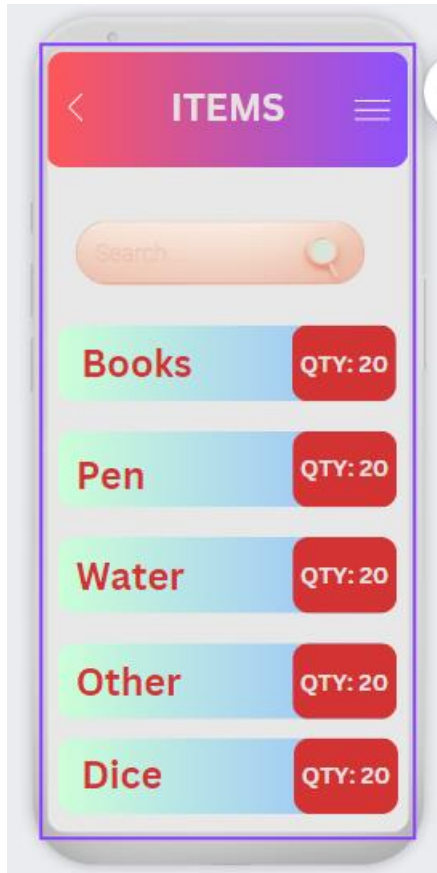 ITEMS
Search...
Books
QTY: 20
Pen
QTY: 20
Water
QTY: 20
Other
QTY: 20
Dice
QTY: 20